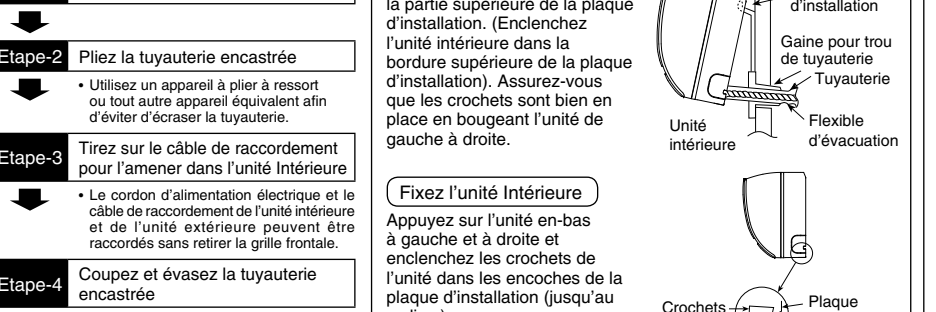 Etape-2 Pliez la tuyauterie encastrée
• Utilisez un appareil à plier à ressort
ou tout autre appareil équivalent afin
d'éviter d'écraser la tuyauterie.
Etape-3
Tirez sur le câble de raccordement
pour l'amener dans l'unité Intérieure
• Le cordon d'alimentation électrique et le
câble de raccordement de l'unité intérieure
et de l'unité extérieure peuvent être
raccordés sans retirer la grille frontale.
Etape-4
Coupez et évasez la tuyauterie
encastrée
la partie supérieure de la plaque
d'installation. (Enclenchez
l'unité intérieure dans la
bordure supérieure de la plaque
d'installation). Assurez-vous
que les crochets sont bien en
place en bougeant l'unité de
gauche à droite.
Fixez l'unité Intérieure
Appuyez sur l'unité en-bas
à gauche et à droite et
enclenchez les crochets de
l'unité dans les encoches de la
plaque d'installation (jusqu'au
d'installation
Gaine pour trou
de tuyauterie
Tuyauterie
Flexible
d'évacuation
Unité
intérieure
Crochets
Plaque